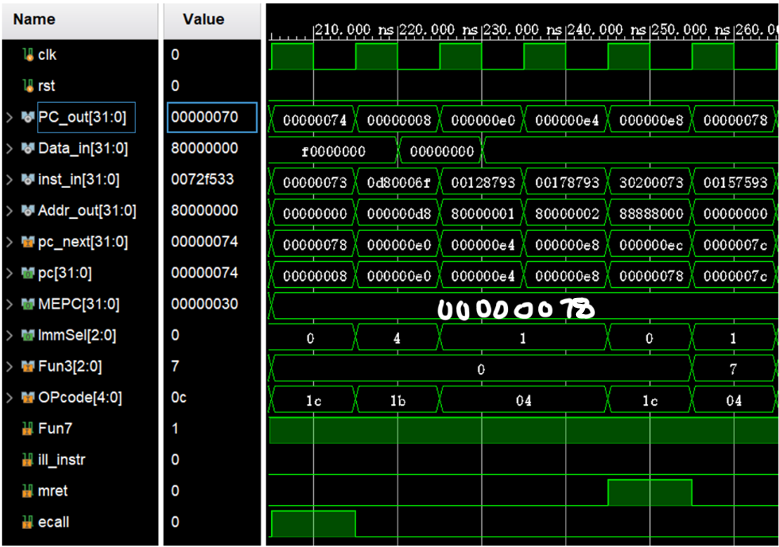 Name Value 210.000 ns 220.000 ns 230.000 ns 240.000 ns 250.000 ns 260.0
clk 0
rst 0
PC_out[31:0] 00000070 00000074 00000008 000000e0 000000e4 000000e8 00000078
Data_in[31:0] 80000000 f0000000 00000000
inst_in[31:0] 0072f533 00000073 0d80006f 00128793 00178793 30200073 00157593
Addr_out[31:0] 80000000 00000000 000000d8 80000001 80000002 88888000 00000000
pc_next[31:0] 00000074 00000078 000000e0 000000e4 000000e8 000000ec 0000007c
pc[31:0] 00000074 00000008 000000e0 000000e4 000000e8 00000078 0000007c
MEPC[31:0] 00000030 00000078
ImmSel[2:0] 0 0 4 1 0 1
Fun3[2:0] 7 0 7
OPcode[4:0] 0c 1c 1b 04 1c 04
Fun7 1
ill_instr 0
mret 0
ecall 0